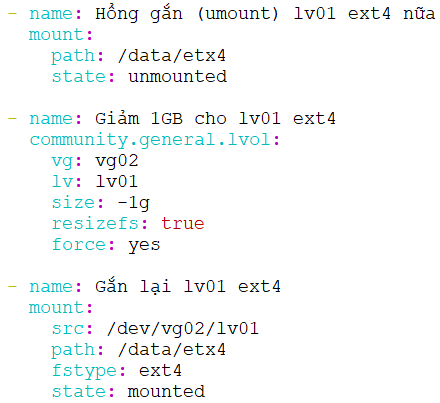 - name: Hồng gắn (umount) lv01 ext4 nữa
  mount:
    path: /data/etx4
    state: unmounted

- name: Giảm 1GB cho lv01 ext4
  community.general.lvol:
    vg: vg02
    lv: lv01
    size: -1g
    resizefs: true
    force: yes

- name: Gắn lại lv01 ext4
  mount:
    src: /dev/vg02/lv01
    path: /data/etx4
    fstype: ext4
    state: mounted